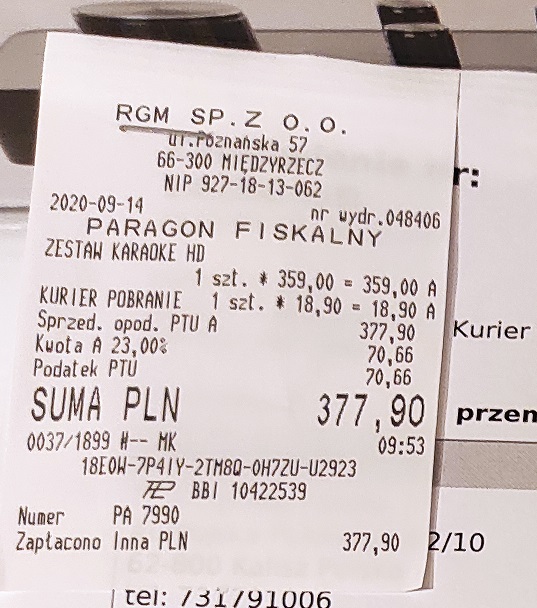 RGM SP.Z O.O.
ul.Poznańska 57
66-300 MIĘDZYRZECZ
NIP 927-18-13-062
2020-09-14 nr wydr.048406
PARAGON FISKALNY
ZESTAW KARAOKE HD
1 szt. * 359,00 = 359,00 A
KURIER POBRANIE 1 szt. * 18,90 = 18,90 A
Sprzed. opod. PTU A 377,90
Kwota A 23,00% 70,66
Podatek PTU 70,66
SUMA PLN 377,90
0037/1899 #-- MK 09:53
18EOW-7P4IY-2TM8Q-OH7ZU-U2923
BBI 10422539
Numer PA 7990
Zapłacono Inna PLN 377,90
r:
Kurier
przem
2/10
tel: 731791006